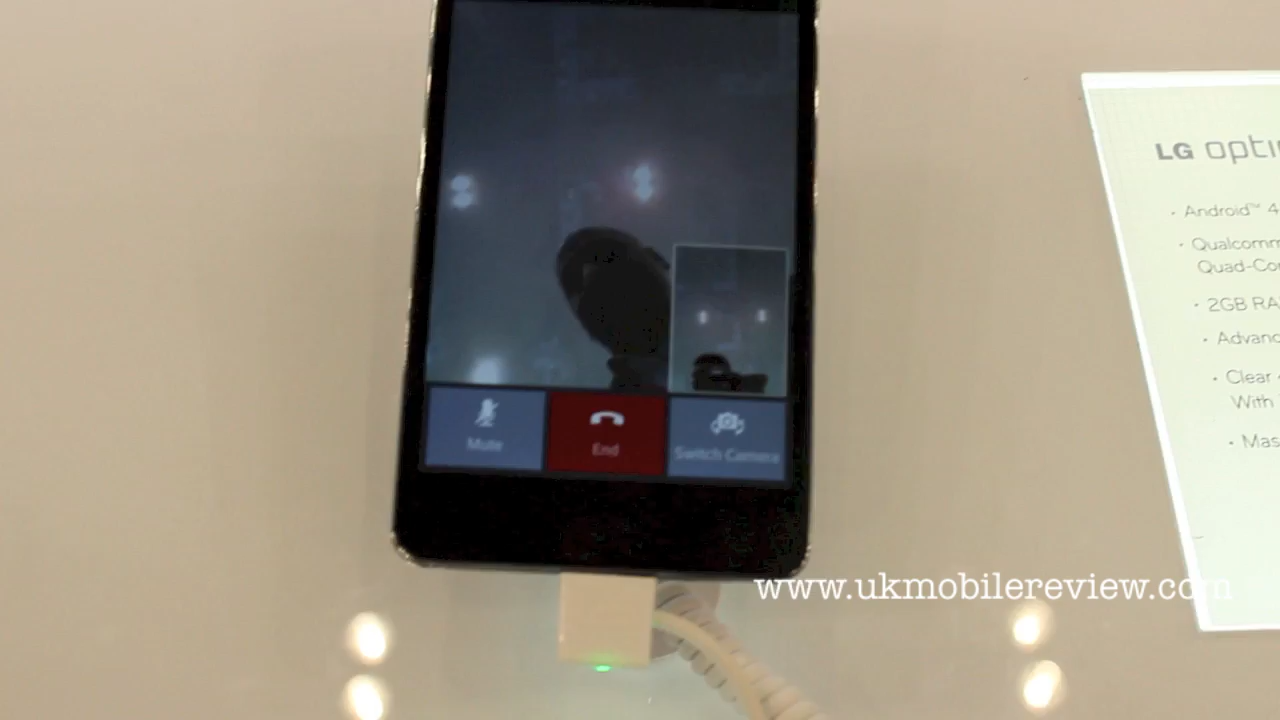 LG opti
• Android™ 4
• Qualcomm
Quad-Co
• 2GB RA
• Advanc
• Clear
With
• Mas
Mute
End
Switch Camera
www.ukmobilereview.com